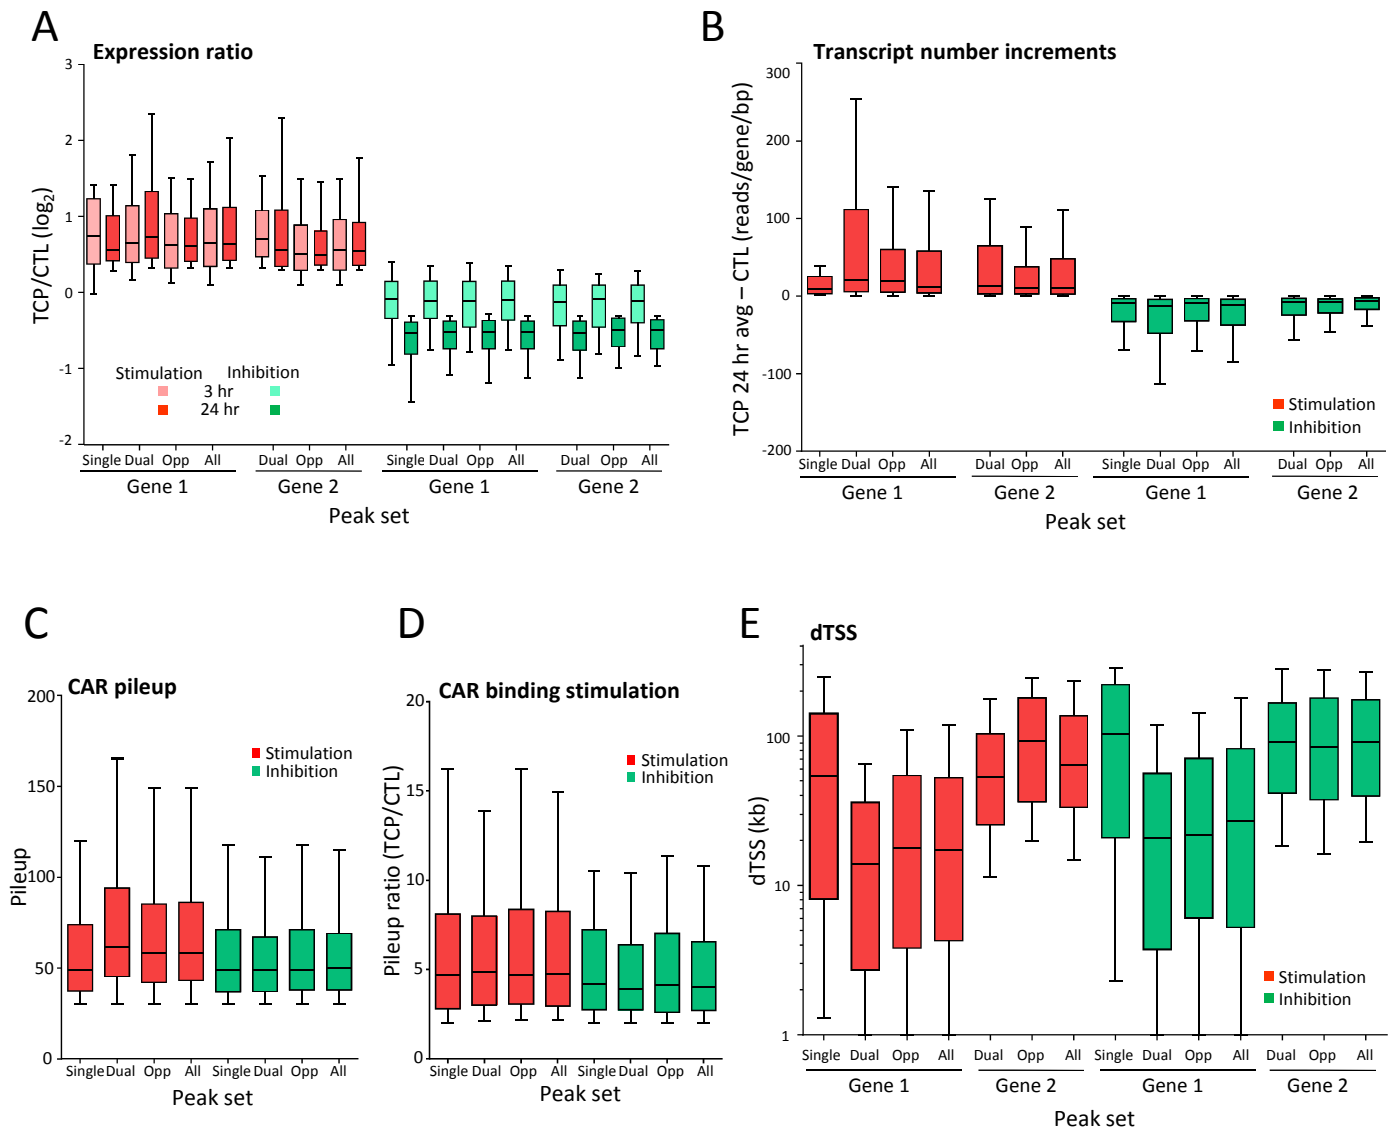 A
Expression ratio
TCP/CTL (log2)
3
2
1
0
-1
-2
Stimulation Inhibition
3 hr
24 hr
Single Dual Opp All Dual Opp All Single Dual Opp All Dual Opp All
Gene 1 Gene 2 Gene 1 Gene 2
Peak set
B
Transcript number increments
TCP 24 hr avg – CTL (reads/gene/bp)
300
200
100
0
-100
-200
Stimulation
Inhibition
Single Dual Opp All Dual Opp All Single Dual Opp All Dual Opp All
Gene 1 Gene 2 Gene 1 Gene 2
Peak set
C
CAR pileup
Pileup
200
150
100
50
0
Stimulation
Inhibition
Single Dual Opp All Single Dual Opp All
Peak set
D
CAR binding stimulation
Pileup ratio (TCP/CTL)
20
15
10
5
0
Stimulation
Inhibition
Single Dual Opp All Single Dual Opp All
Peak set
E
dTSS
dTSS (kb)
100
10
1
Stimulation
Inhibition
Single Dual Opp All Dual Opp All Single Dual Opp All Dual Opp All
Gene 1 Gene 2 Gene 1 Gene 2
Peak set